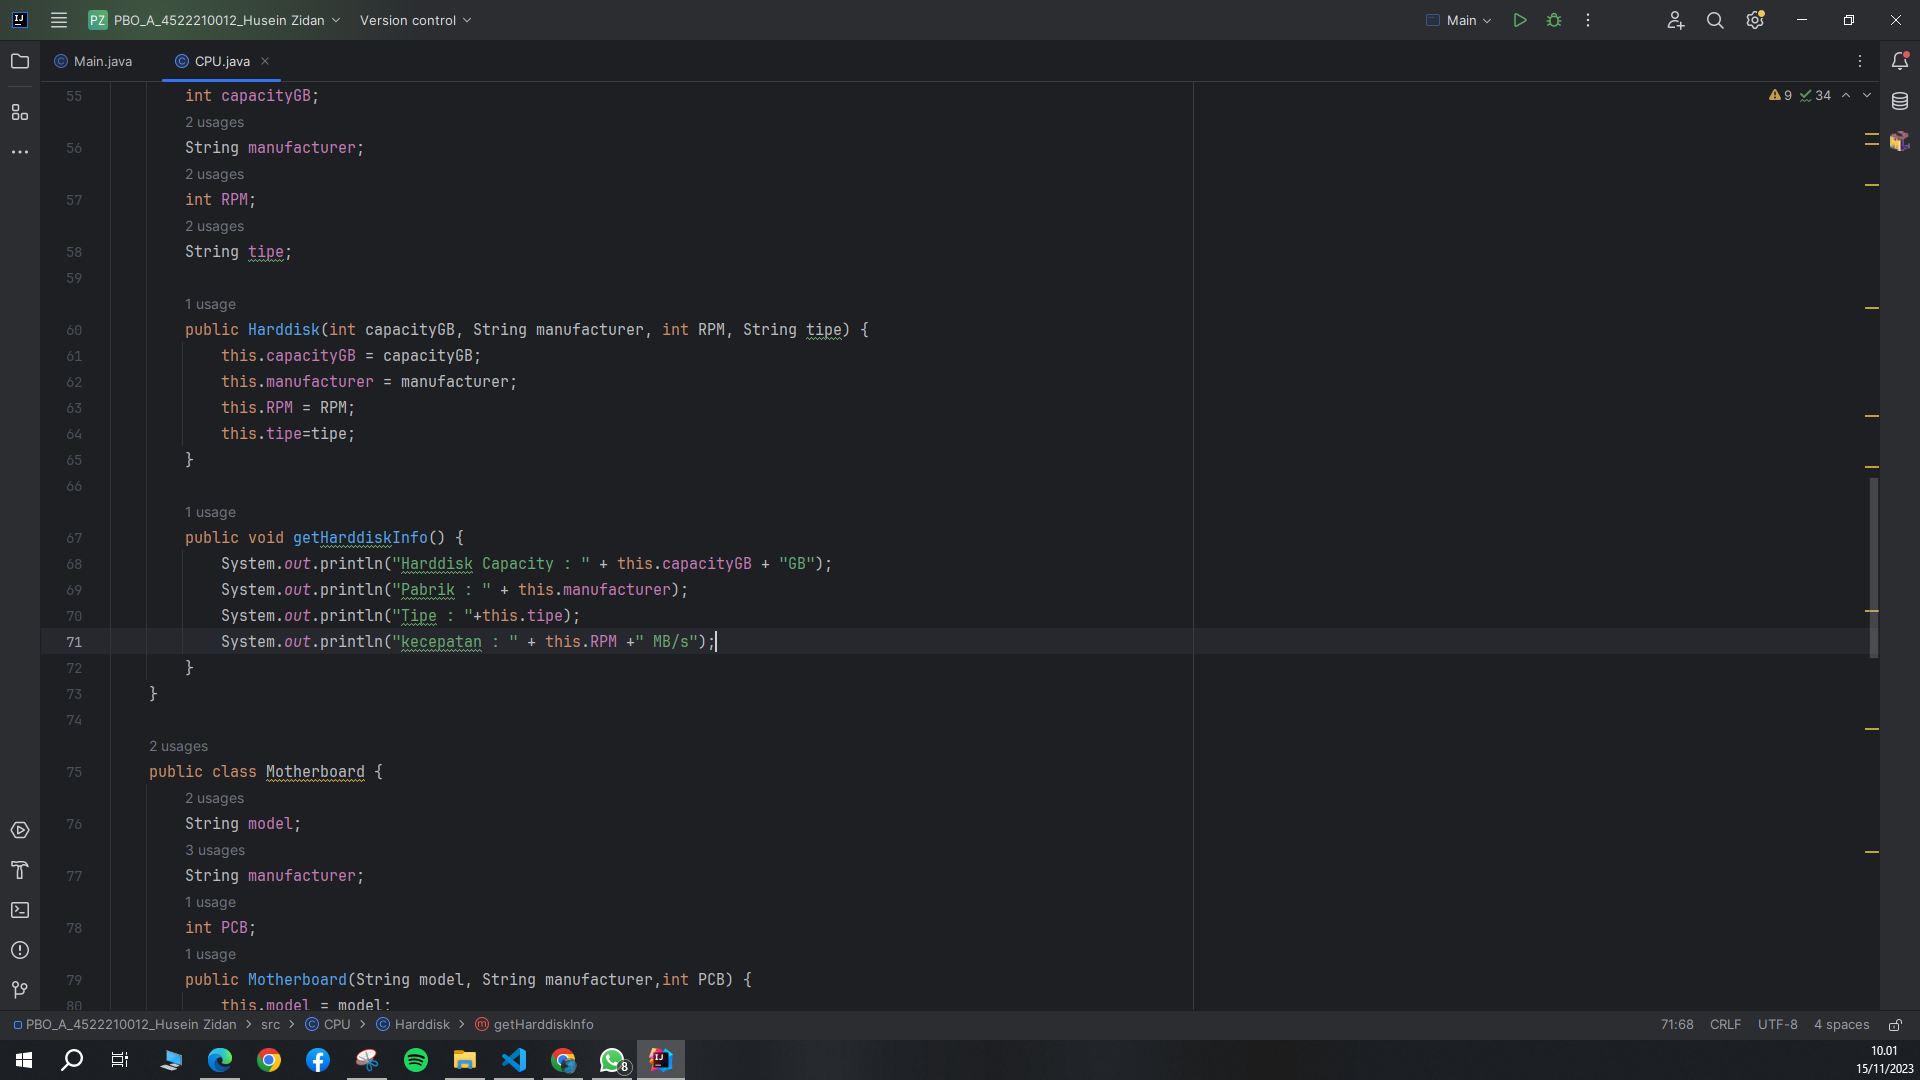 PZ PBO_A_4522210012_Husein Zidan Version control Main
Main.java CPU.java
9 34
55 int capacityGB;
2 usages
56 String manufacturer;
2 usages
57 int RPM;
2 usages
58 String tipe;
59
1 usage
60 public Harddisk(int capacityGB, String manufacturer, int RPM, String tipe) {
61 this.capacityGB = capacityGB;
62 this.manufacturer = manufacturer;
63 this.RPM = RPM;
64 this.tipe=tipe;
65 }
66
1 usage
67 public void getHarddiskInfo() {
68 System.out.println("Harddisk Capacity : " + this.capacityGB + "GB");
69 System.out.println("Pabrik : " + this.manufacturer);
70 System.out.println("Tipe : "+this.tipe);
71 System.out.println("kecepatan : " + this.RPM +" MB/s");
72 }
73 }
74
2 usages
75 public class Motherboard {
2 usages
76 String model;
3 usages
77 String manufacturer;
1 usage
78 int PCB;
1 usage
79 public Motherboard(String model, String manufacturer,int PCB) {
80 this.model = model;
PBO_A_4522210012_Husein Zidan > src > CPU > Harddisk > getHarddiskInfo 71:68 CRLF UTF-8 4 spaces
8
10.01
15/11/2023